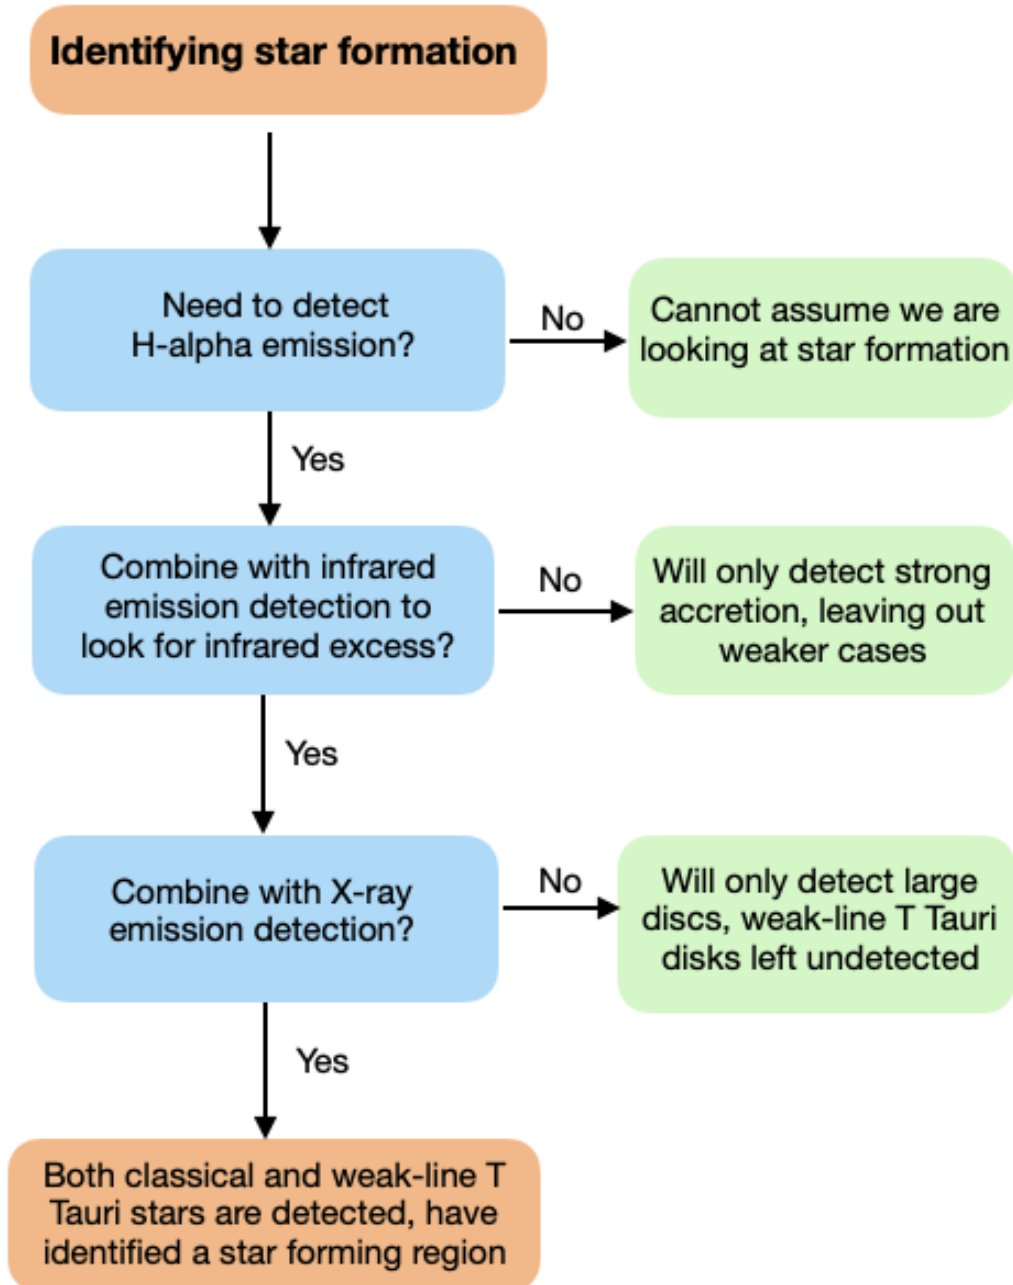 Identifying star formation
Need to detect
H-alpha emission?
No
Cannot assume we are
looking at star formation
Yes
Combine with infrared
emission detection to
look for infrared excess?
No
Will only detect strong
accretion, leaving out
weaker cases
Yes
Combine with X-ray
emission detection?
No
Will only detect large
discs, weak-line T Tauri
disks left undetected
Yes
Both classical and weak-line T
Tauri stars are detected, have
identified a star forming region